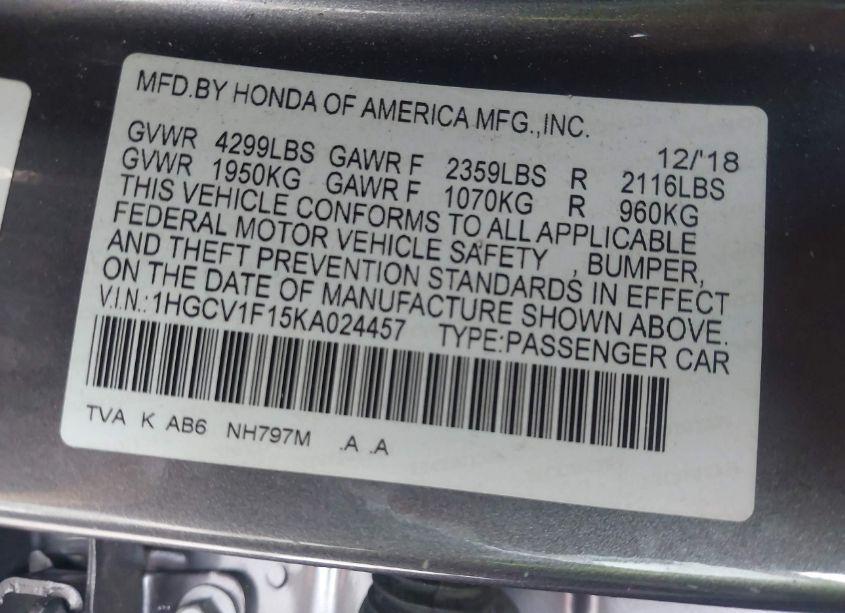 MFD.BY HONDA OF AMERICA MFG.,INC.
12/'18
GVWR 4299LBS GAWR F 2359LBS R 2116LBS
GVWR 1950KG GAWR F 1070KG R 960KG
THIS VEHICLE CONFORMS TO ALL APPLICABLE
FEDERAL MOTOR VEHICLE SAFETY , BUMPER,
AND THEFT PREVENTION STANDARDS IN EFFECT
ON THE DATE OF MANUFACTURE SHOWN ABOVE.
V.I.N.:1HGCV1F15KA024457 TYPE:PASSENGER CAR
TVA K AB6 NH797M .A .A